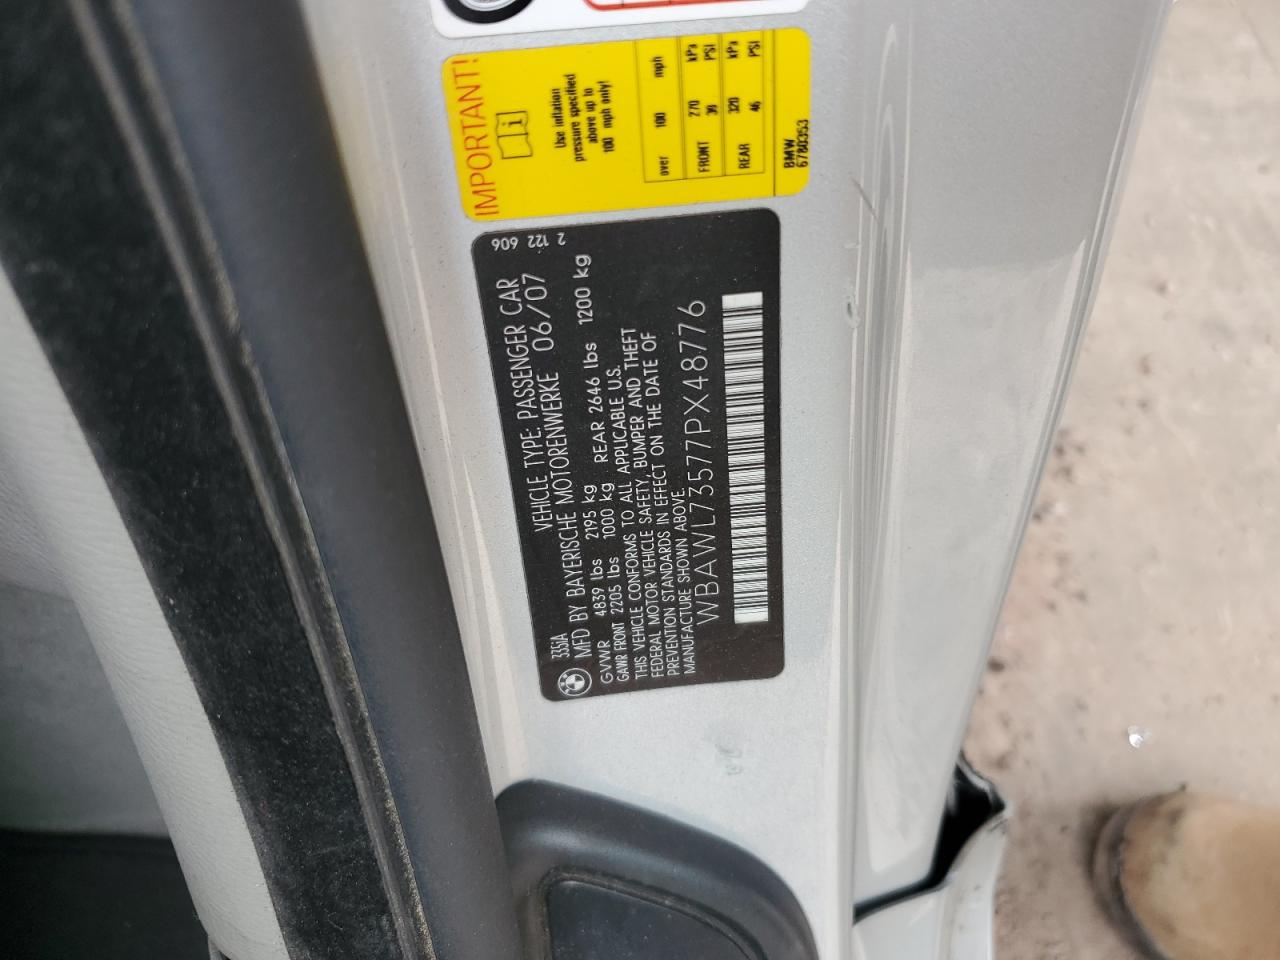 IMPORTANT!
Use inflation
pressure specified
above up to
100 mph only!
over 100 mph
FRONT 270 kPa
39 PSI
REAR 320 kPa
46 PSI
BMW
6780353
2 122 606
335iA VEHICLE TYPE: PASSENGER CAR
MFD BY BAYERISCHE MOTORENWERKE 06/07
GVWR 4839 lbs 2195 kg REAR 2646 lbs 1200 kg
GAWR FRONT 2205 lbs 1000 kg
THIS VEHICLE CONFORMS TO ALL APPLICABLE U.S.
FEDERAL MOTOR VEHICLE SAFETY, BUMPER AND THEFT
PREVENTION STANDARDS IN EFFECT ON THE DATE OF
MANUFACTURE SHOWN ABOVE.
WBAWL73577PX48776